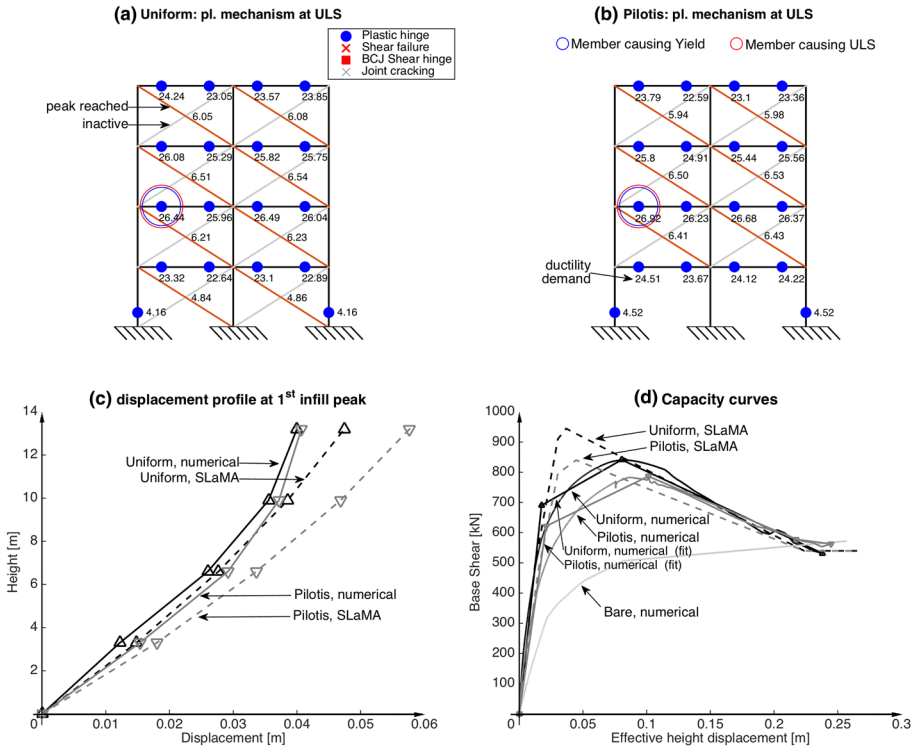 (a) Uniform: pl. mechanism at ULS
Plastic hinge
Shear failure
BCJ Shear hinge
Joint cracking
peak reached
inactive
24.24 23.05 23.57 23.85
6.05 6.08
26.08 25.29 25.82 25.75
6.51 6.54
26.44 25.96 26.49 26.04
6.21 6.23
23.32 22.64 23.1 22.89
4.84 4.86
4.16 4.16
(b) Pilotis: pl. mechanism at ULS
Member causing Yield
Member causing ULS
23.79 22.59 23.1 23.36
5.94 5.98
25.8 24.91 25.44 25.56
6.50 6.53
26.92 26.23 26.68 26.37
6.41 6.43
ductility
demand
24.51 23.67 24.12 24.22
4.52 4.52
(c) displacement profile at 1st infill peak
14
12
10
8
6
4
2
0
Height [m]
Uniform, numerical
Uniform, SLaMA
Pilotis, numerical
Pilotis, SLaMA
0 0.01 0.02 0.03 0.04 0.05 0.06
Displacement [m]
(d) Capacity curves
1000
900
800
700
600
500
400
300
200
100
0
Base Shear [kN]
Uniform, SLaMA
Pilotis, SLaMA
Uniform, numerical
Pilotis, numerical
Uniform, numerical (fit)
Pilotis, numerical (fit)
Bare, numerical
0 0.05 0.1 0.15 0.2 0.25 0.3
Effective height displacement [m]